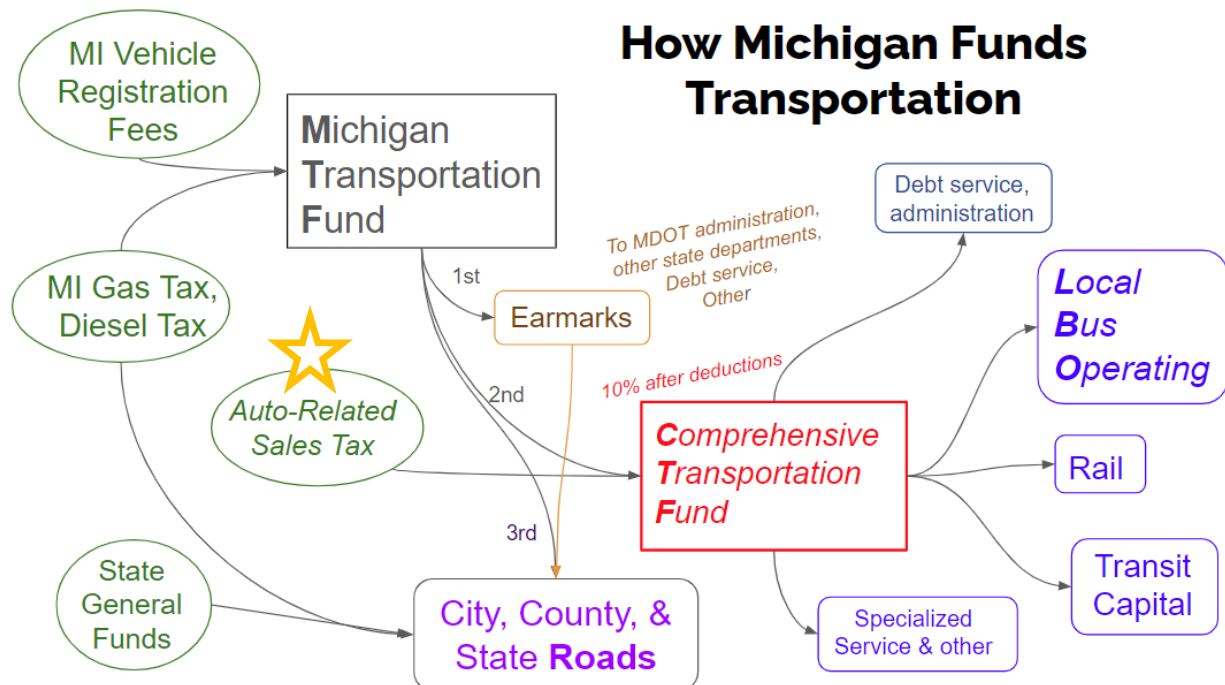 How Michigan Funds
Transportation
MI Vehicle
Registration
Fees
Michigan
Transportation
Fund
MI Gas Tax,
Diesel Tax
Auto-Related
Sales Tax
State
General
Funds
1st
2nd
3rd
Earmarks
To MDOT administration,
other state departments,
Debt service,
Other
10% after deductions
Comprehensive
Transportation
Fund
City, County, &
State Roads
Debt service,
administration
Local
Bus
Operating
Rail
Transit
Capital
Specialized
Service & other